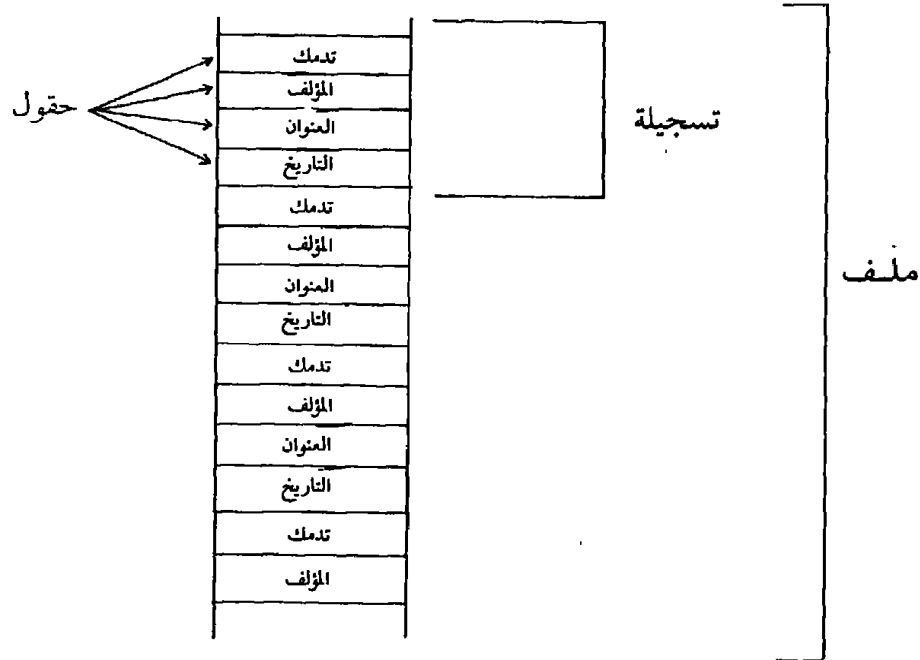 تدمك
المؤلف
حقول
العنوان
تسجيلة
التاريخ
تدمك
المؤلف
ملف
العنوان
التاريخ
تدمك
المؤلف
العنوان
التاريخ
تدمك
المؤلف